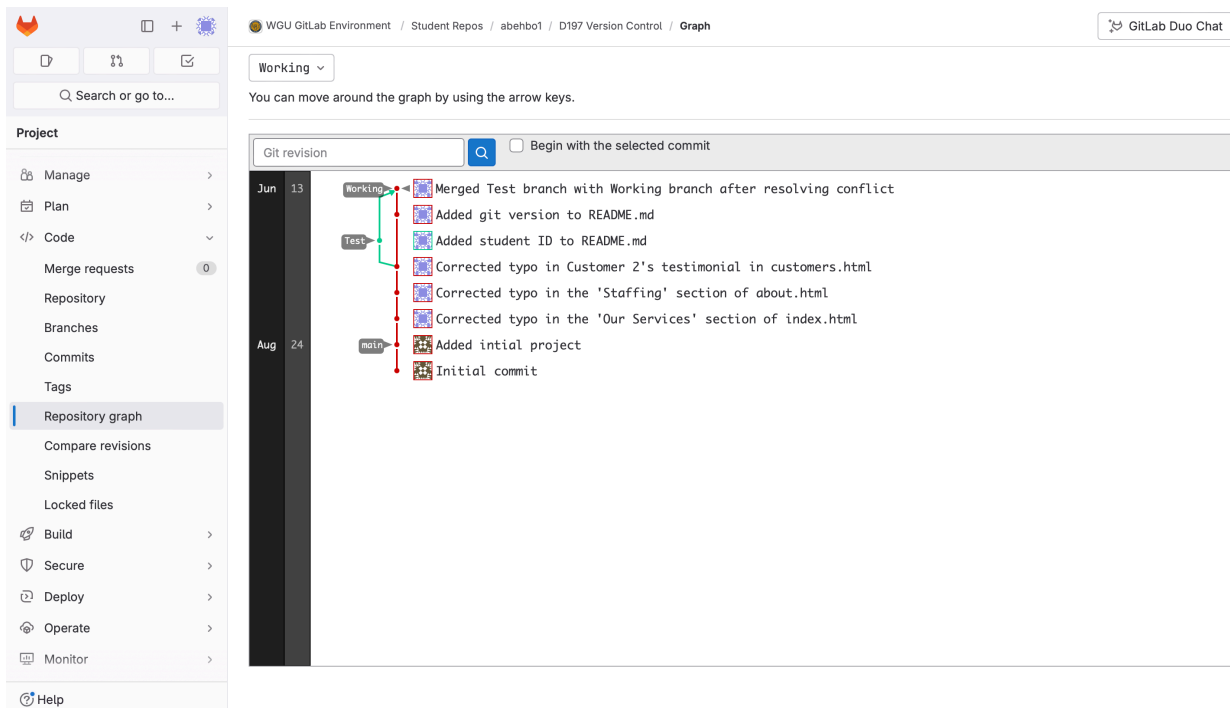 WGU GitLab Environment / Student Repos / abehbo1 / D197 Version Control / Graph
GitLab Duo Chat
Search or go to...
Project
Manage
Plan
Code
Merge requests 0
Repository
Branches
Commits
Tags
Repository graph
Compare revisions
Snippets
Locked files
Build
Secure
Deploy
Operate
Monitor
Help
Working
You can move around the graph by using the arrow keys.
Git revision
Begin with the selected commit
Jun 13 Working Merged Test branch with Working branch after resolving conflict
Added git version to README.md
Test Added student ID to README.md
Corrected typo in Customer 2's testimonial in customers.html
Corrected typo in the 'Staffing' section of about.html
Corrected typo in the 'Our Services' section of index.html
Aug 24 main Added intial project
Initial commit